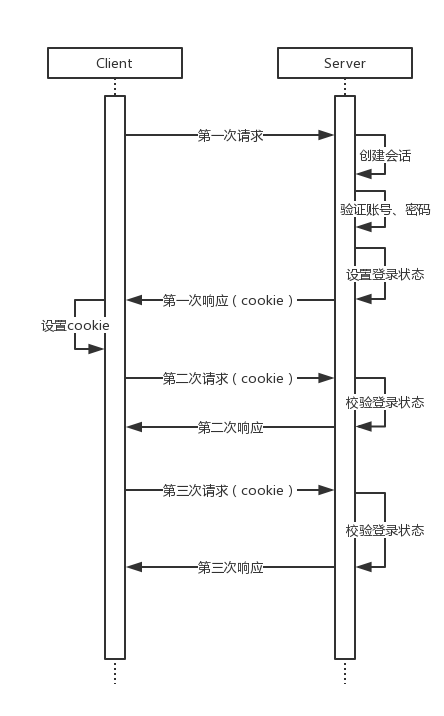 Client
Server
第一次请求
创建会话
验证账号、密码
设置登录状态
第一次响应（cookie）
设置cookie
第二次请求（cookie）
校验登录状态
第二次响应
第三次请求（cookie）
校验登录状态
第三次响应